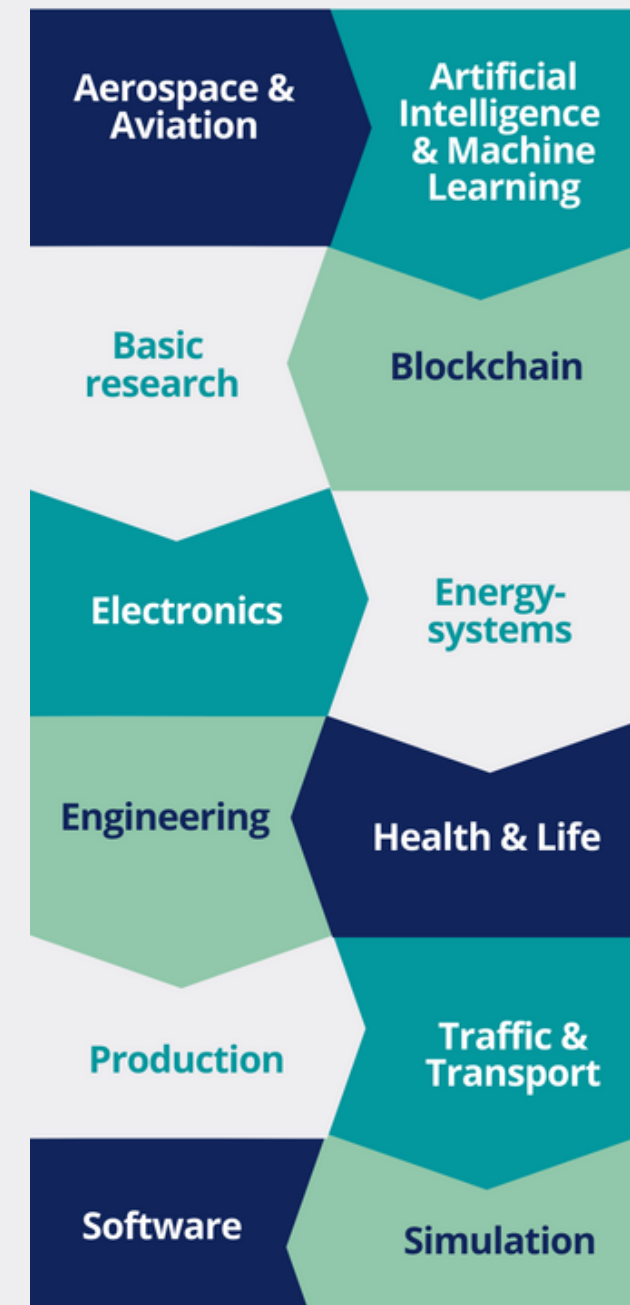 Aerospace &
Aviation
Artificial
Intelligence
& Machine
Learning
Basic
research
Blockchain
Electronics
Energy-
systems
Engineering
Health & Life
Production
Traffic &
Transport
Software
Simulation